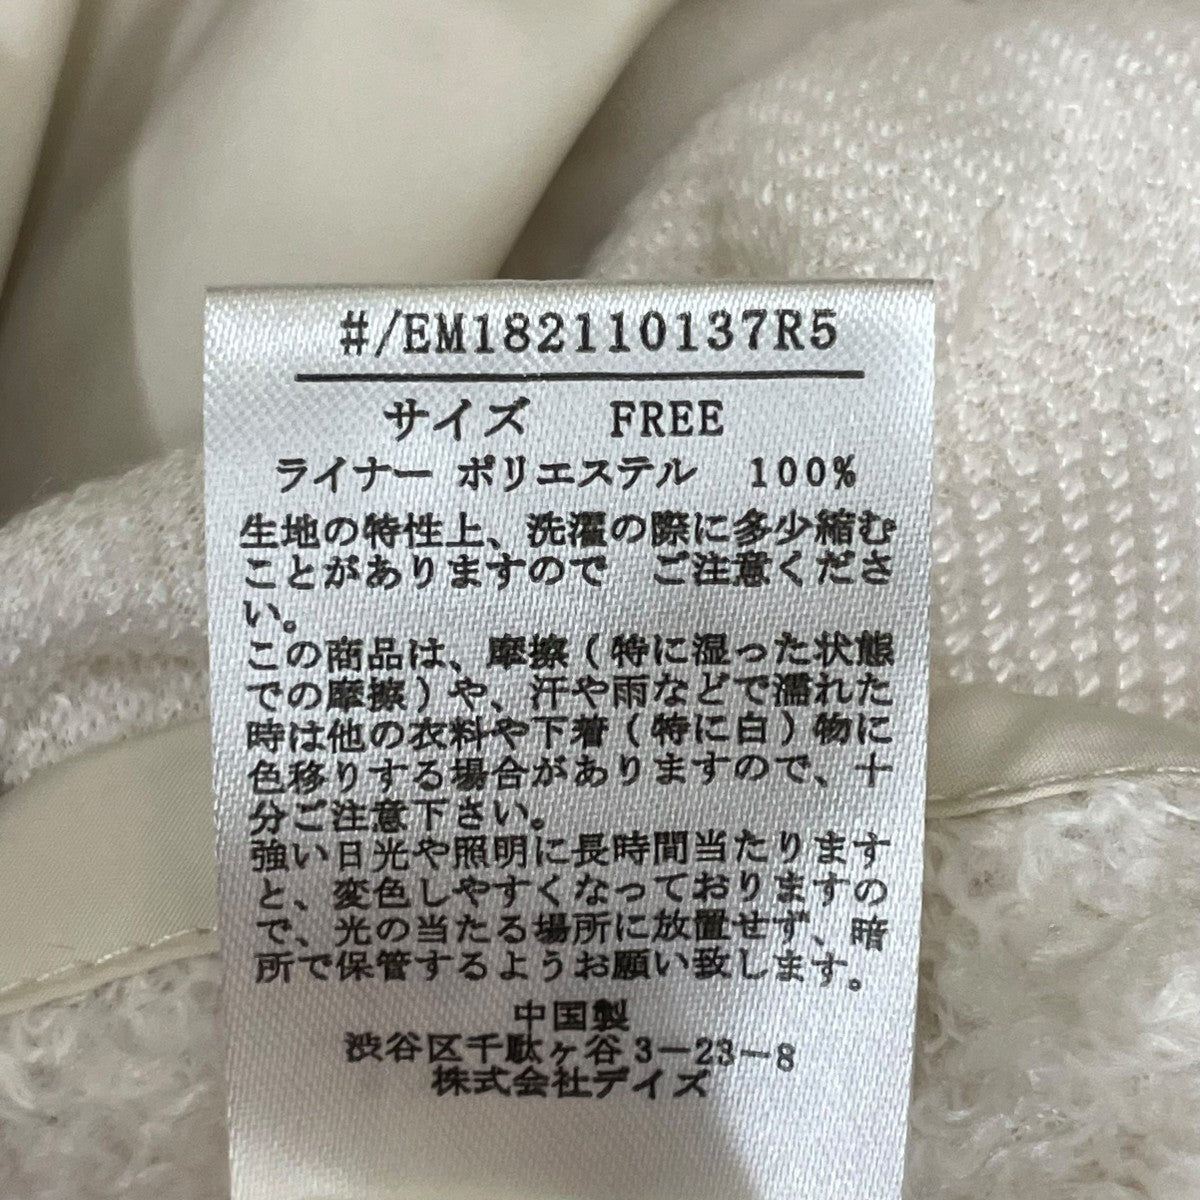 #/EM182110137R5
サイズ　FREE
ライナー ポリエステル　100%
生地の特性上、洗濯の際に多少縮む
ことがありますので　ご注意くださ
い。
この商品は、摩擦(特に湿った状態
での摩擦)や、汗や雨などで濡れた
時は他の衣料や下着(特に白)物に
色移りする場合がありますので、十
分ご注意下さい。
強い日光や照明に長時間当たります
と、変色しやすくなっておりますの
で、光の当たる場所に放置せず、暗
所で保管するようお願い致します。
中国製
渋谷区千駄ヶ谷3-23-8
株式会社デイズ